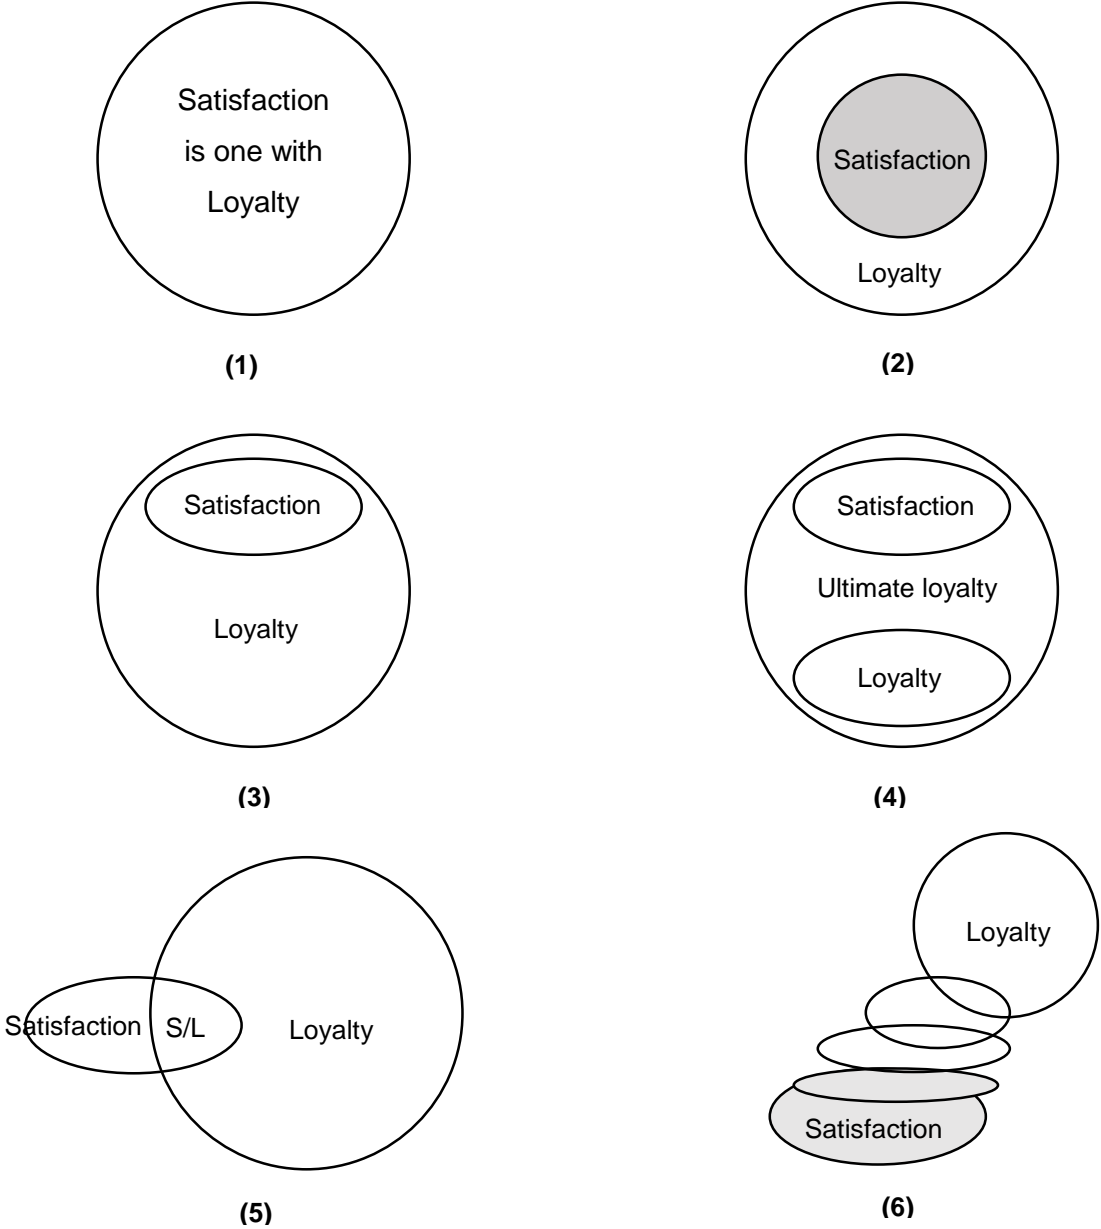 Satisfaction
is one with
Loyalty
(1)
Satisfaction
Loyalty
(2)
Satisfaction
Loyalty
(3)
Satisfaction
Ultimate loyalty
Loyalty
(4)
Satisfaction S/L Loyalty
(5)
Loyalty
Satisfaction
(6)